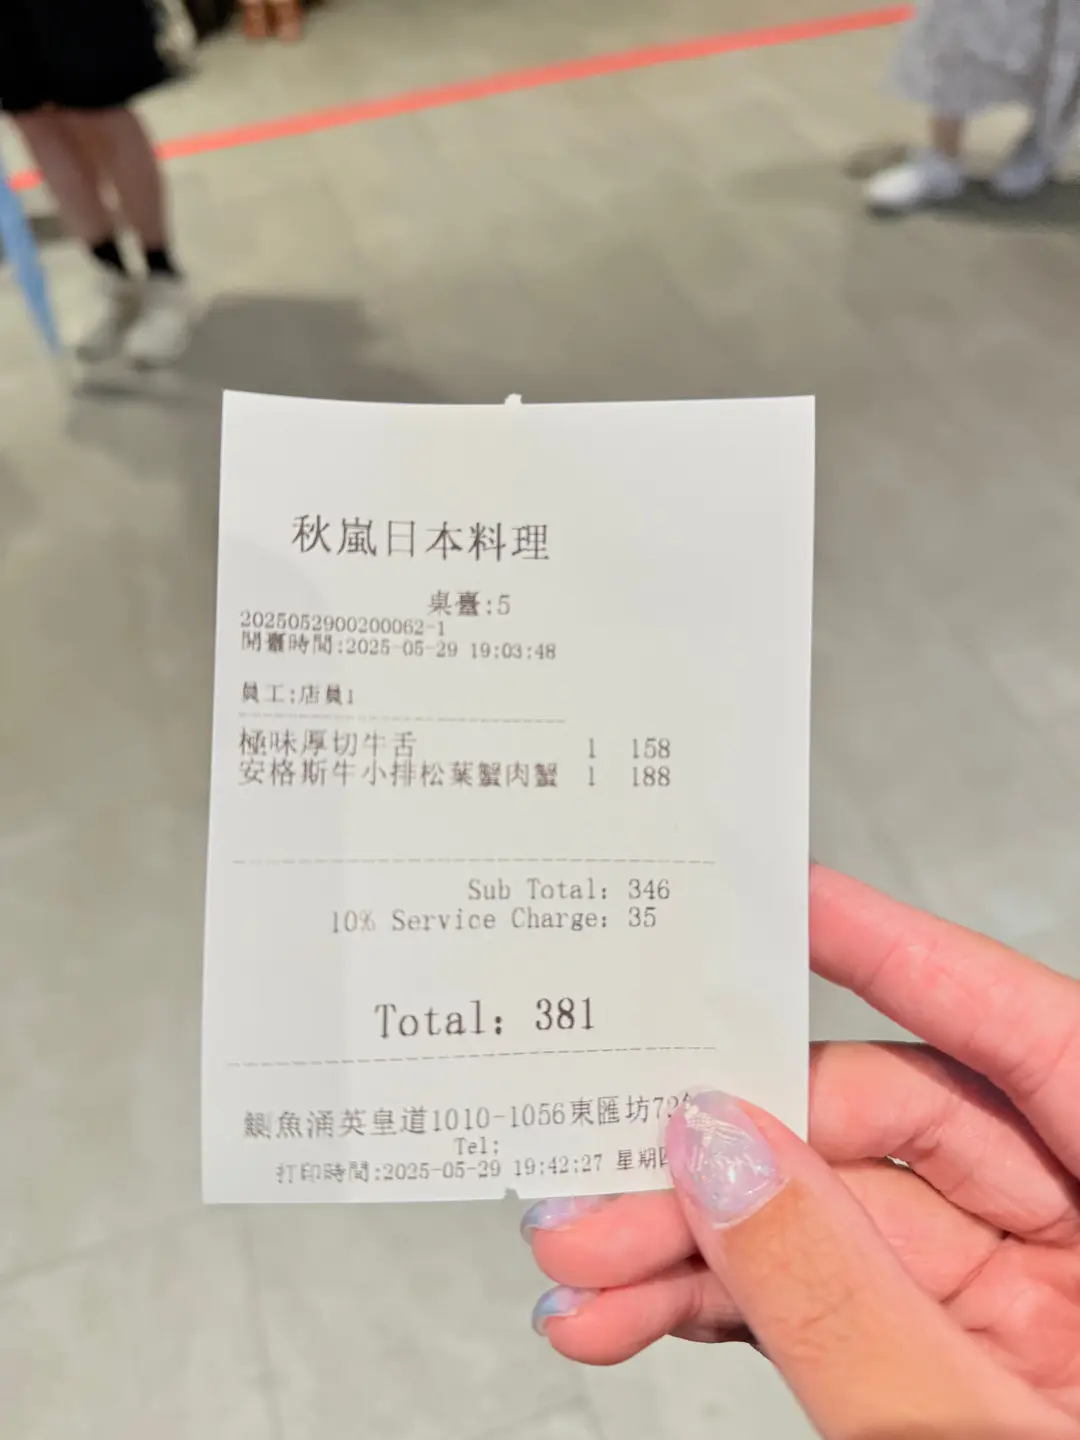 秋嵐日本料理
桌臺:5
2025052900200062-1
開臺時間:2025-05-29 19:03:48
員工:店員1
極味厚切牛舌 1 158
安格斯牛小排松葉蟹肉蟹 1 188
Sub Total: 346
10% Service Charge: 35
Total: 381
鰂魚涌英皇道1010-1056東匯坊72
Tel:
打印時間:2025-05-29 19:42:27 星期四